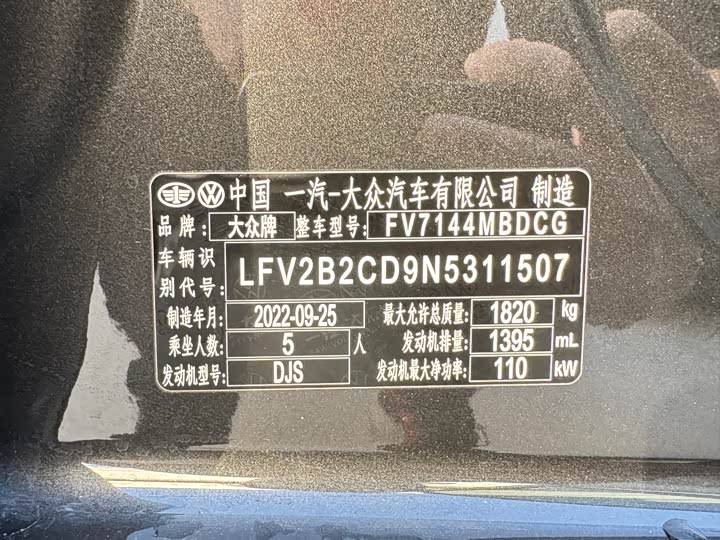 中国 一汽-大众汽车有限公司 制造
品牌: 大众牌 整车型号: FV7144MBDCG
车辆识别代号: LFV2B2CD9N5311507
制造年月: 2022-09-25 最大允许总质量: 1820 kg
乘坐人数: 5 人 发动机排量: 1395 mL
发动机型号: DJS 发动机最大净功率: 110 kW